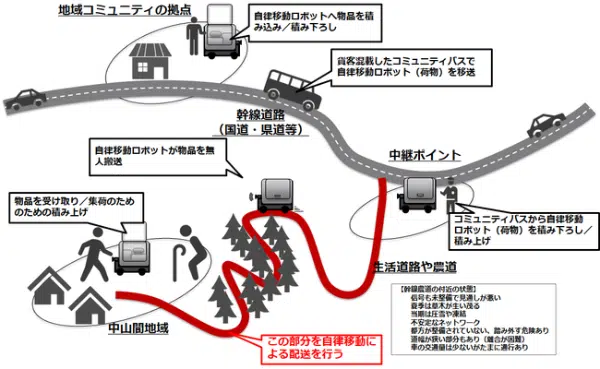 地域コミュニティの拠点
自律移動ロボットへ物品を積
み込み／積み下ろし
貨客混載したコミュニティバスで
自律移動ロボット（荷物）を移送
幹線道路
（国道・県道等）
自律移動ロボットが物品を無
人搬送
中継ポイント
物品を受け取り／集荷のため
のための積み上げ
コミュニティバスから自律移動
ロボット（荷物）を積み下ろし／
積み上げ
生活道路や農道
中山間地域
この部分を自律移動によ
る配送を行う
【幹線農道の付近の状態】
信号も未整備で見通しが悪い
夏季は草木が生い茂る
当期は圧雪や凍結
不安定なネットワーク
都方が整備されていない、踏み外す危険あり
道幅が狭い部分もあり（離合が困難）
車の交通量は少ないがたまに通行あり